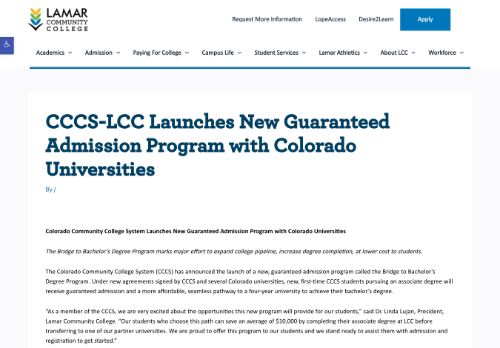 LAMAR
COMMUNITY
COLLEGE
Request More Information LopeAccess Desire2Learn Apply
Academics Admission Paying For College Campus Life Student Services Lamar Athletics About LCC Workforce
CCCS-LCC Launches New Guaranteed
Admission Program with Colorado
Universities
By /
Colorado Community College System Launches New Guaranteed Admission Program with Colorado Universities
The Bridge to Bachelor's Degree Program marks major effort to expand college pipeline, increase degree completion, at lower cost to students.
The Colorado Community College System (CCCS) has announced the launch of a new, guaranteed admission program called the Bridge to Bachelor's
Degree Program. Under new agreements signed by CCCS and several Colorado universities, new, first-time CCCS students pursuing an associate degree will
receive guaranteed admission and a more affordable, seamless pathway to a four-year university to achieve their bachelor's degree.
"As a member of the CCCS, we are very excited about the opportunities this new program will provide for our students," said Dr. Linda Lujan, President,
Lamar Community College. "Our students who choose this path can save an average of $10,000 by completing their associate degree at LCC before
transferring to one of our partner universities. We are proud to offer this program to our students and we stand ready to assist them with admission and
registration to get started."